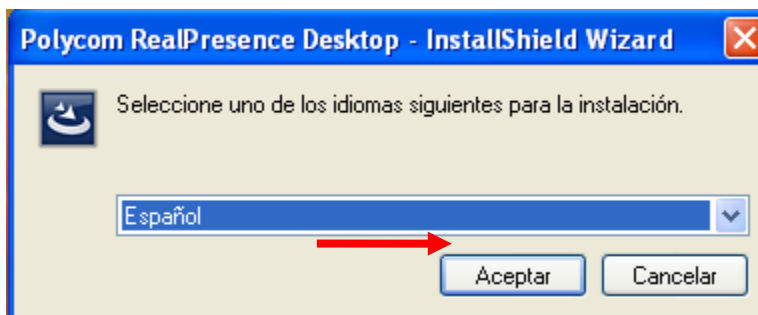 Polycom RealPresence Desktop - InstallShield Wizard
Seleccione uno de los idiomas siguientes para la instalación.
Español
Aceptar Cancelar